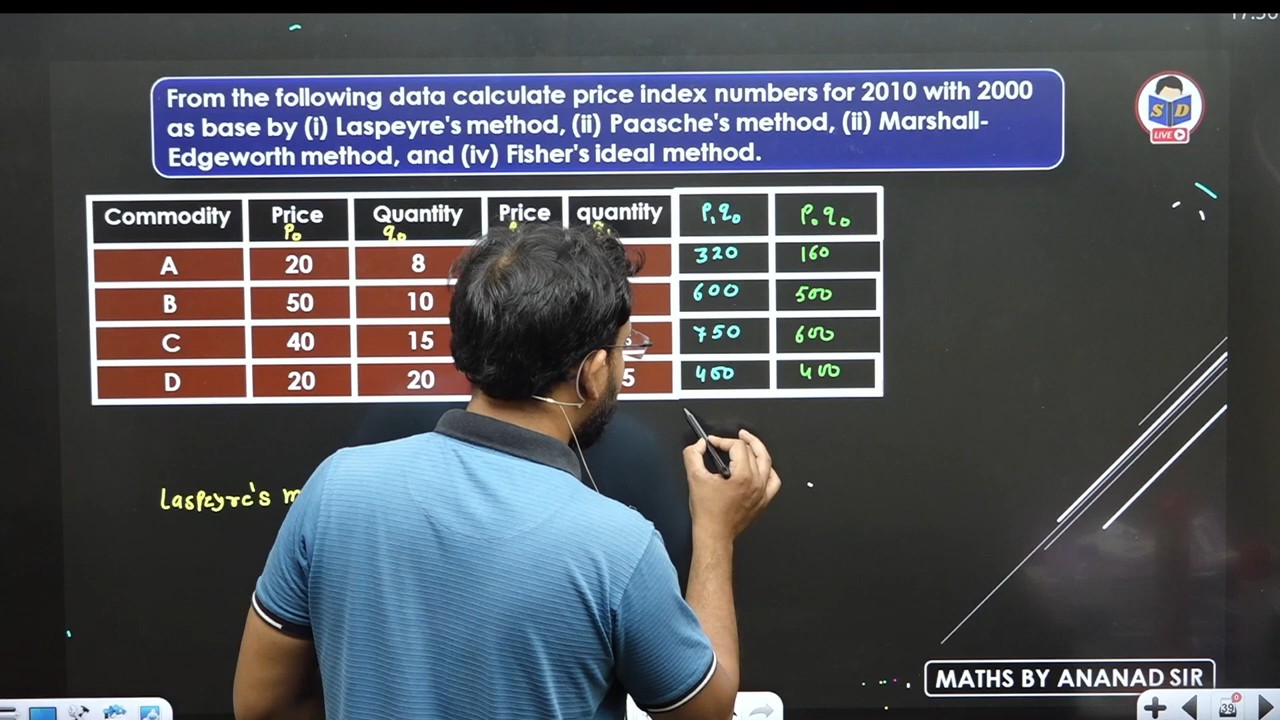 From the following data calculate price index numbers for 2010 with 2000
as base by (i) Laspeyre's method, (ii) Paasche's method, (ii) Marshall-
Edgeworth method, and (iv) Fisher's ideal method.
S D
LIVE
Commodity Price Quantity Price quantity P₁q₀ P₀q₀
P₀ q₀
A 20 8 320 160
B 50 10 600 500
C 40 15 750 600
D 20 20 5 400 400
Laspeyre's m
MATHS BY ANANAD SIR
39